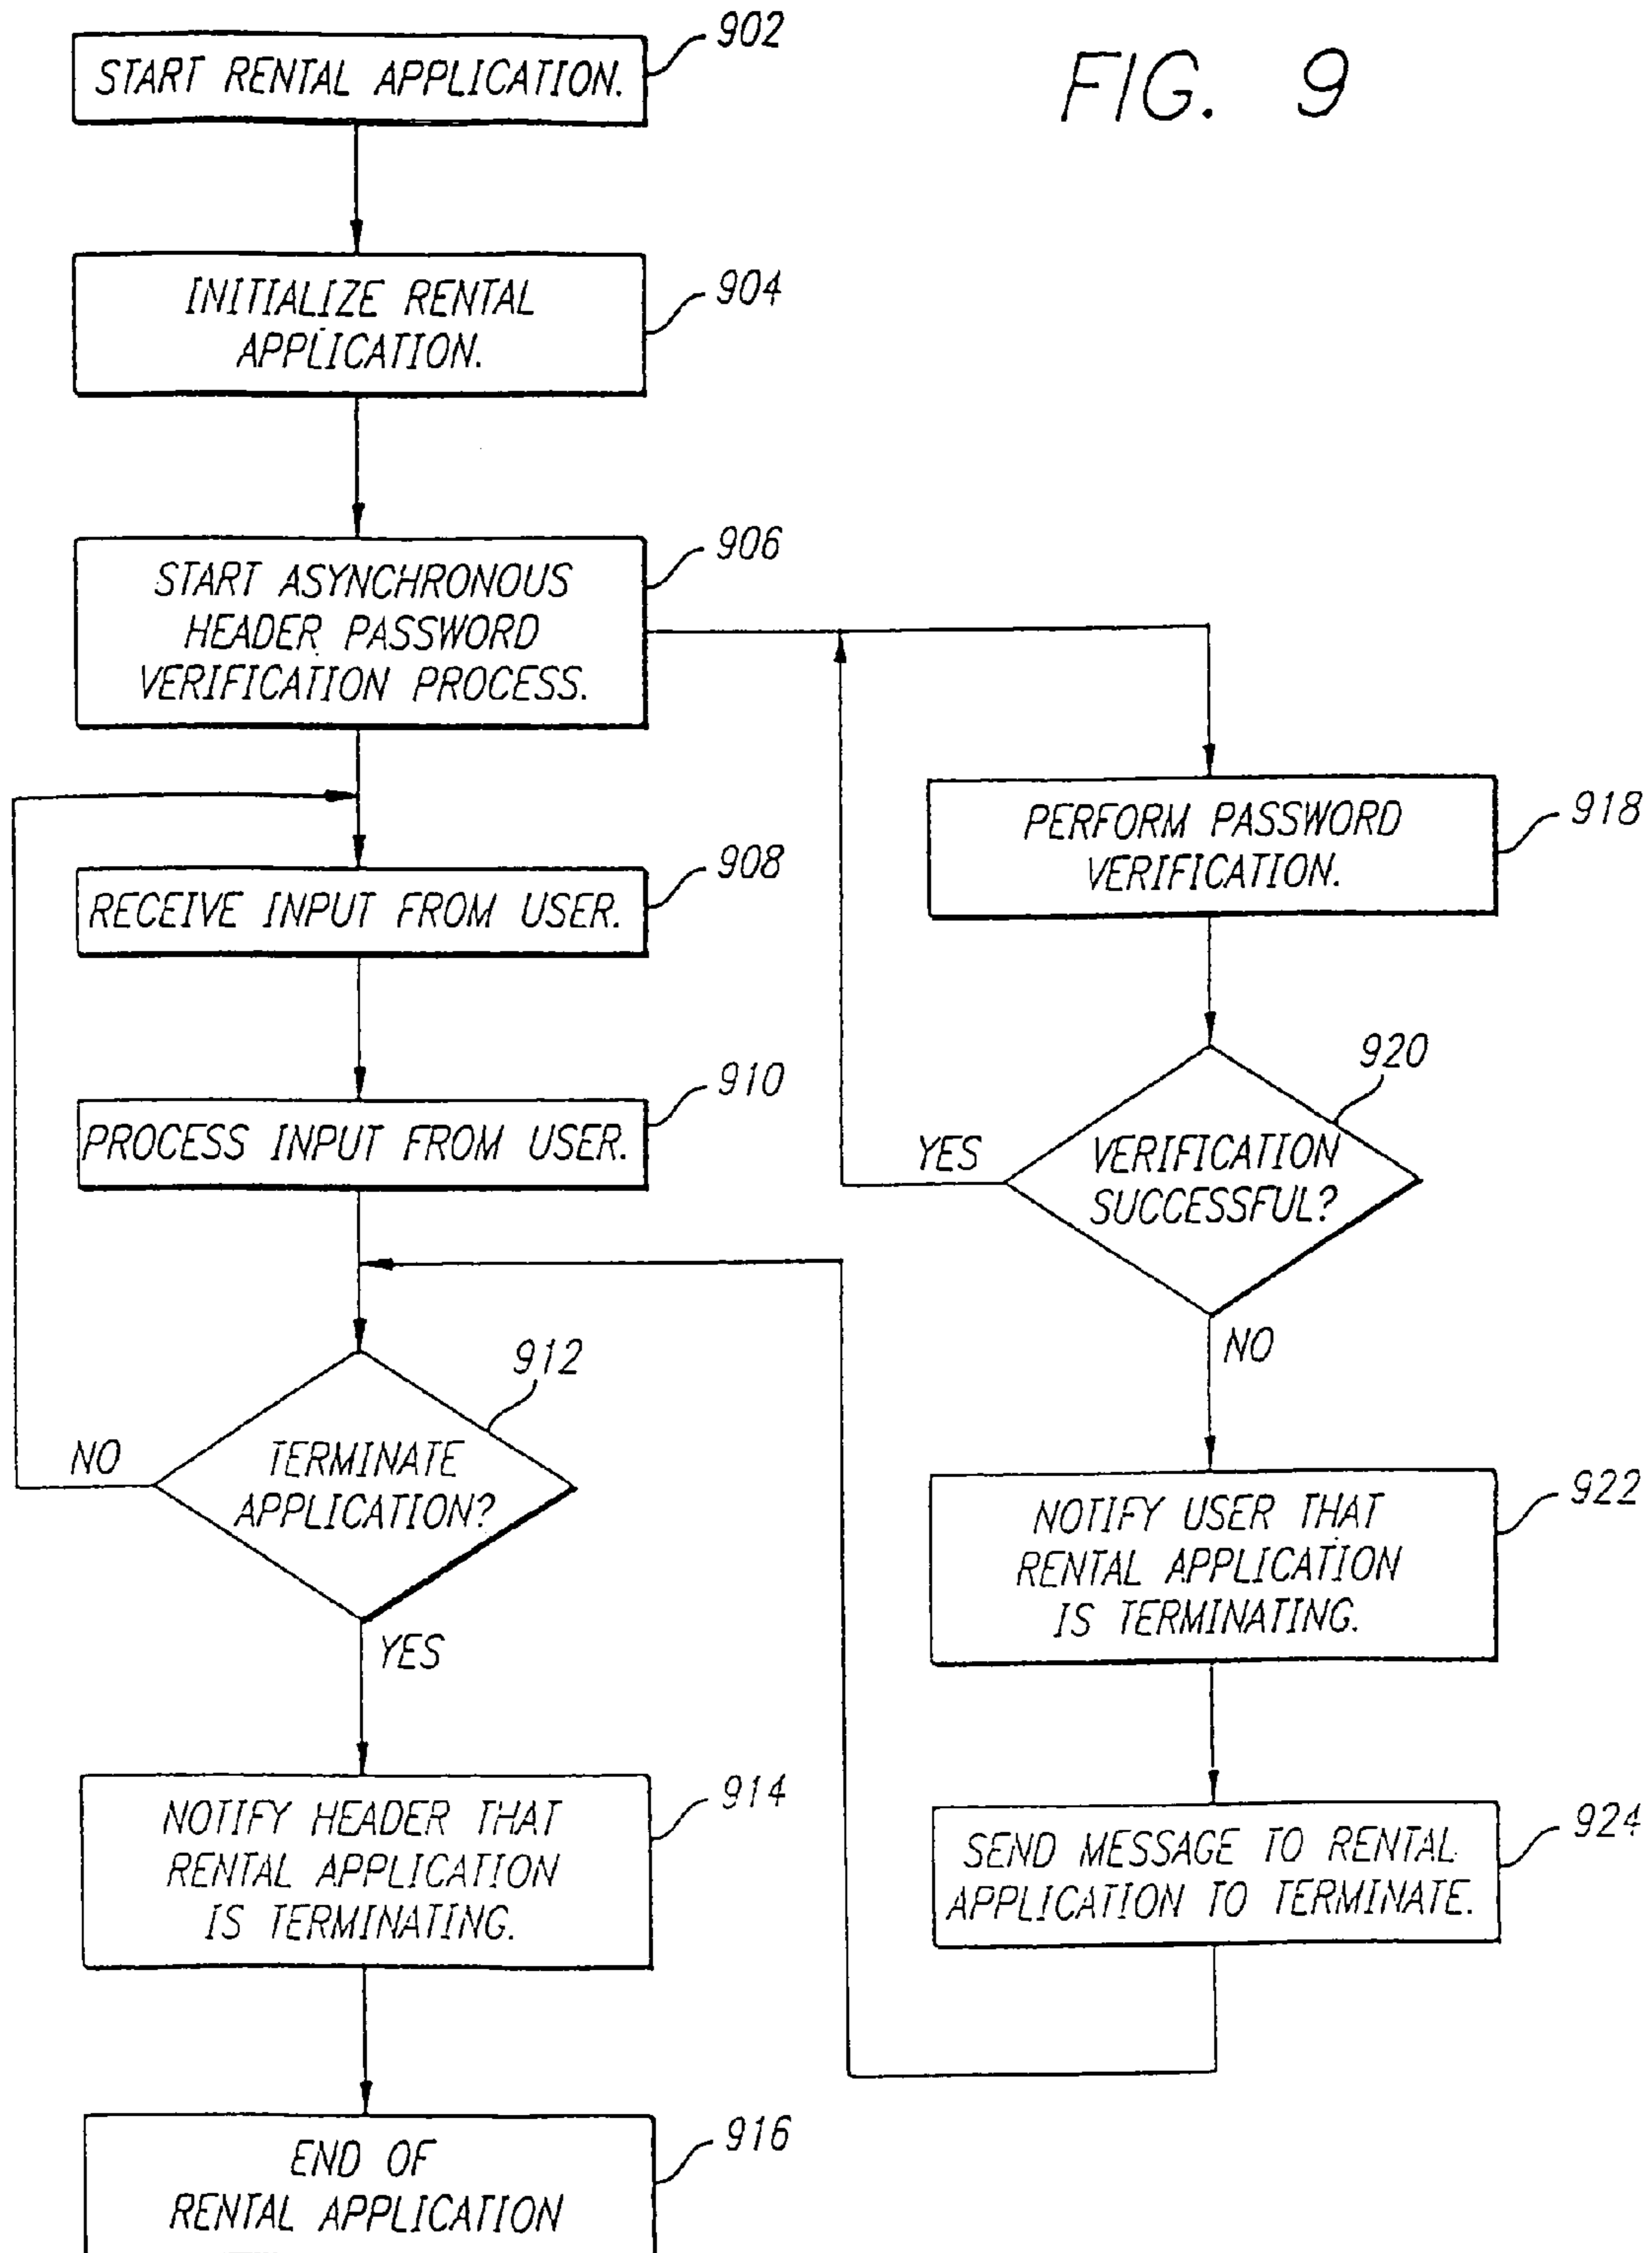 902
FIG. 9
START RENTAL APPLICATION.
904
INITIALIZE RENTAL
APPLICATION.
906
START ASYNCHRONOUS
HEADER PASSWORD
VERIFICATION PROCESS.
918
PERFORM PASSWORD
VERIFICATION.
908
RECEIVE INPUT FROM USER.
910
PROCESS INPUT FROM USER.
920
YES
VERIFICATION
SUCCESSFUL?
NO
912
NO
TERMINATE
APPLICATION?
YES
922
NOTIFY USER THAT
RENTAL APPLICATION
IS TERMINATING.
914
NOTIFY HEADER THAT
RENTAL APPLICATION
IS TERMINATING.
924
SEND MESSAGE TO RENTAL
APPLICATION TO TERMINATE.
916
END OF
RENTAL APPLICATION